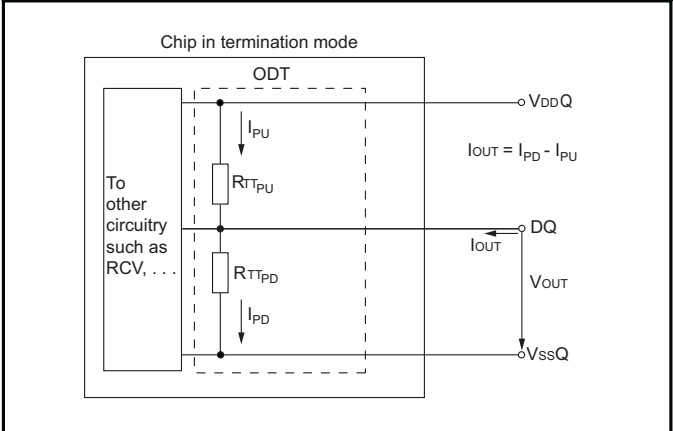 Chip in termination mode
ODT
VDDQ
IPU
IOUT = IPD - IPU
RTTPU
To
other
circuitry
such as
RCV, . . .
DQ
IOUT
RTTPD
VOUT
IPD
VSSQ